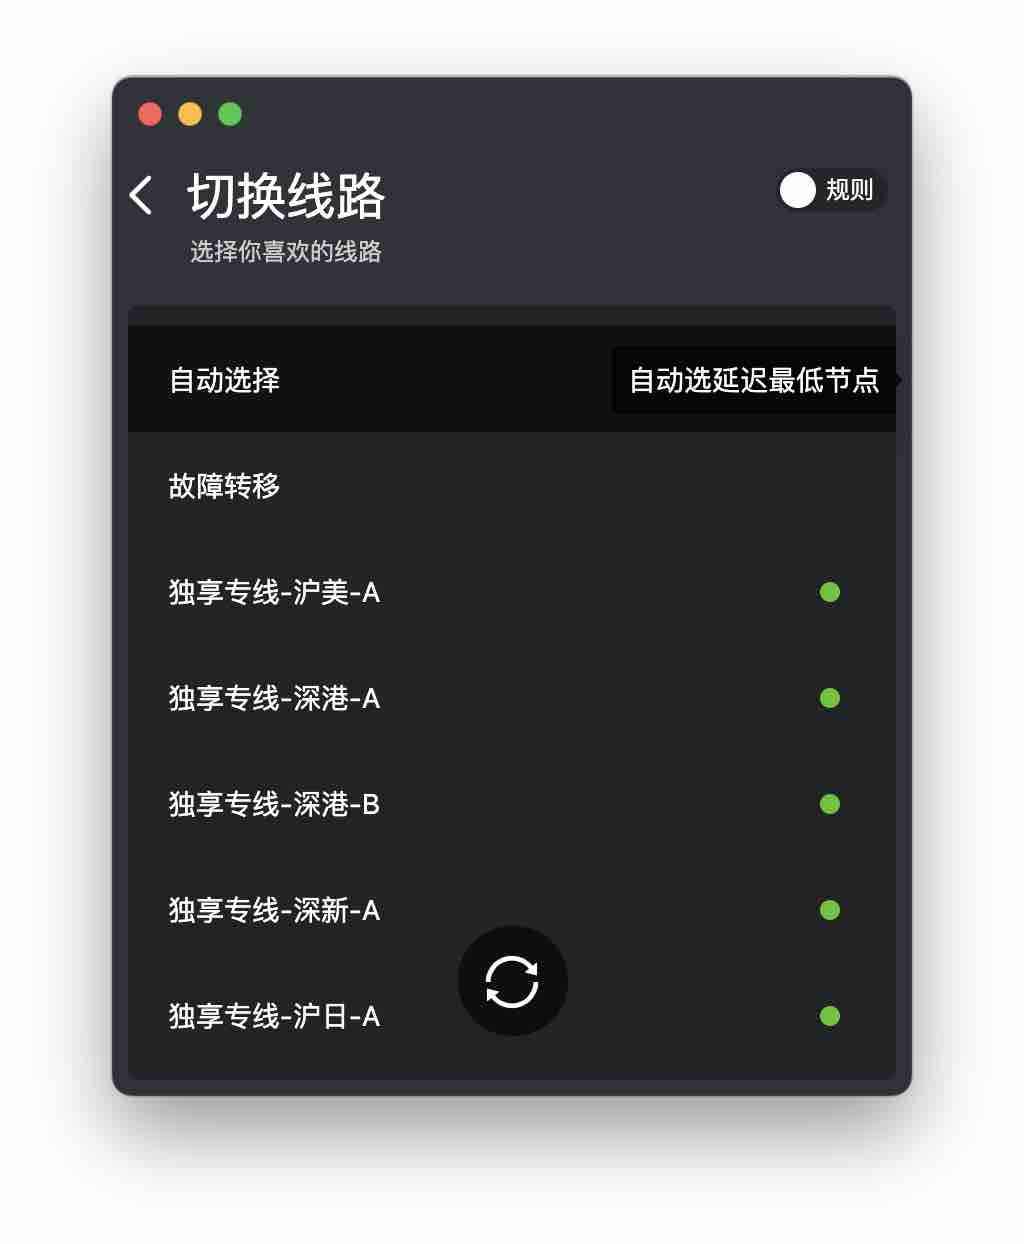 切换线路
规则
选择你喜欢的线路
自动选择
自动选延迟最低节点
故障转移
独享专线-沪美-A
独享专线-深港-A
独享专线-深港-B
独享专线-深新-A
独享专线-沪日-A